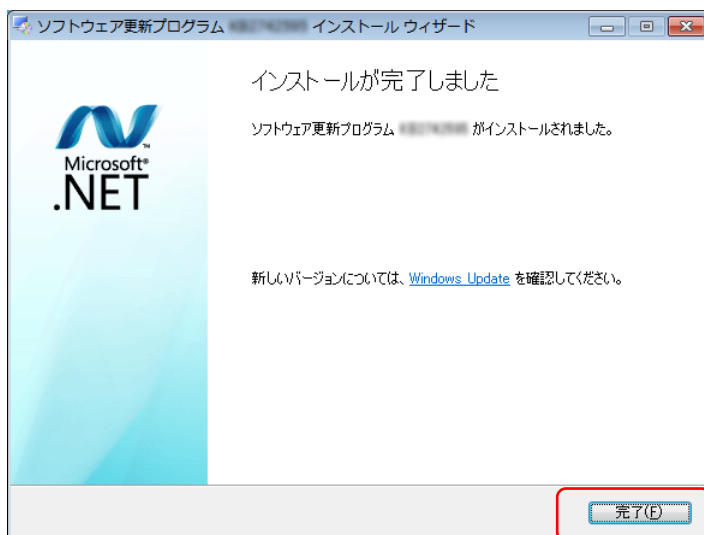 ソフトウェア更新プログラム インストール ウィザード
インストールが完了しました
ソフトウェア更新プログラム がインストールされました。
Microsoft®
.NET™
新しいバージョンについては、Windows Update を確認してください。
完了(F)